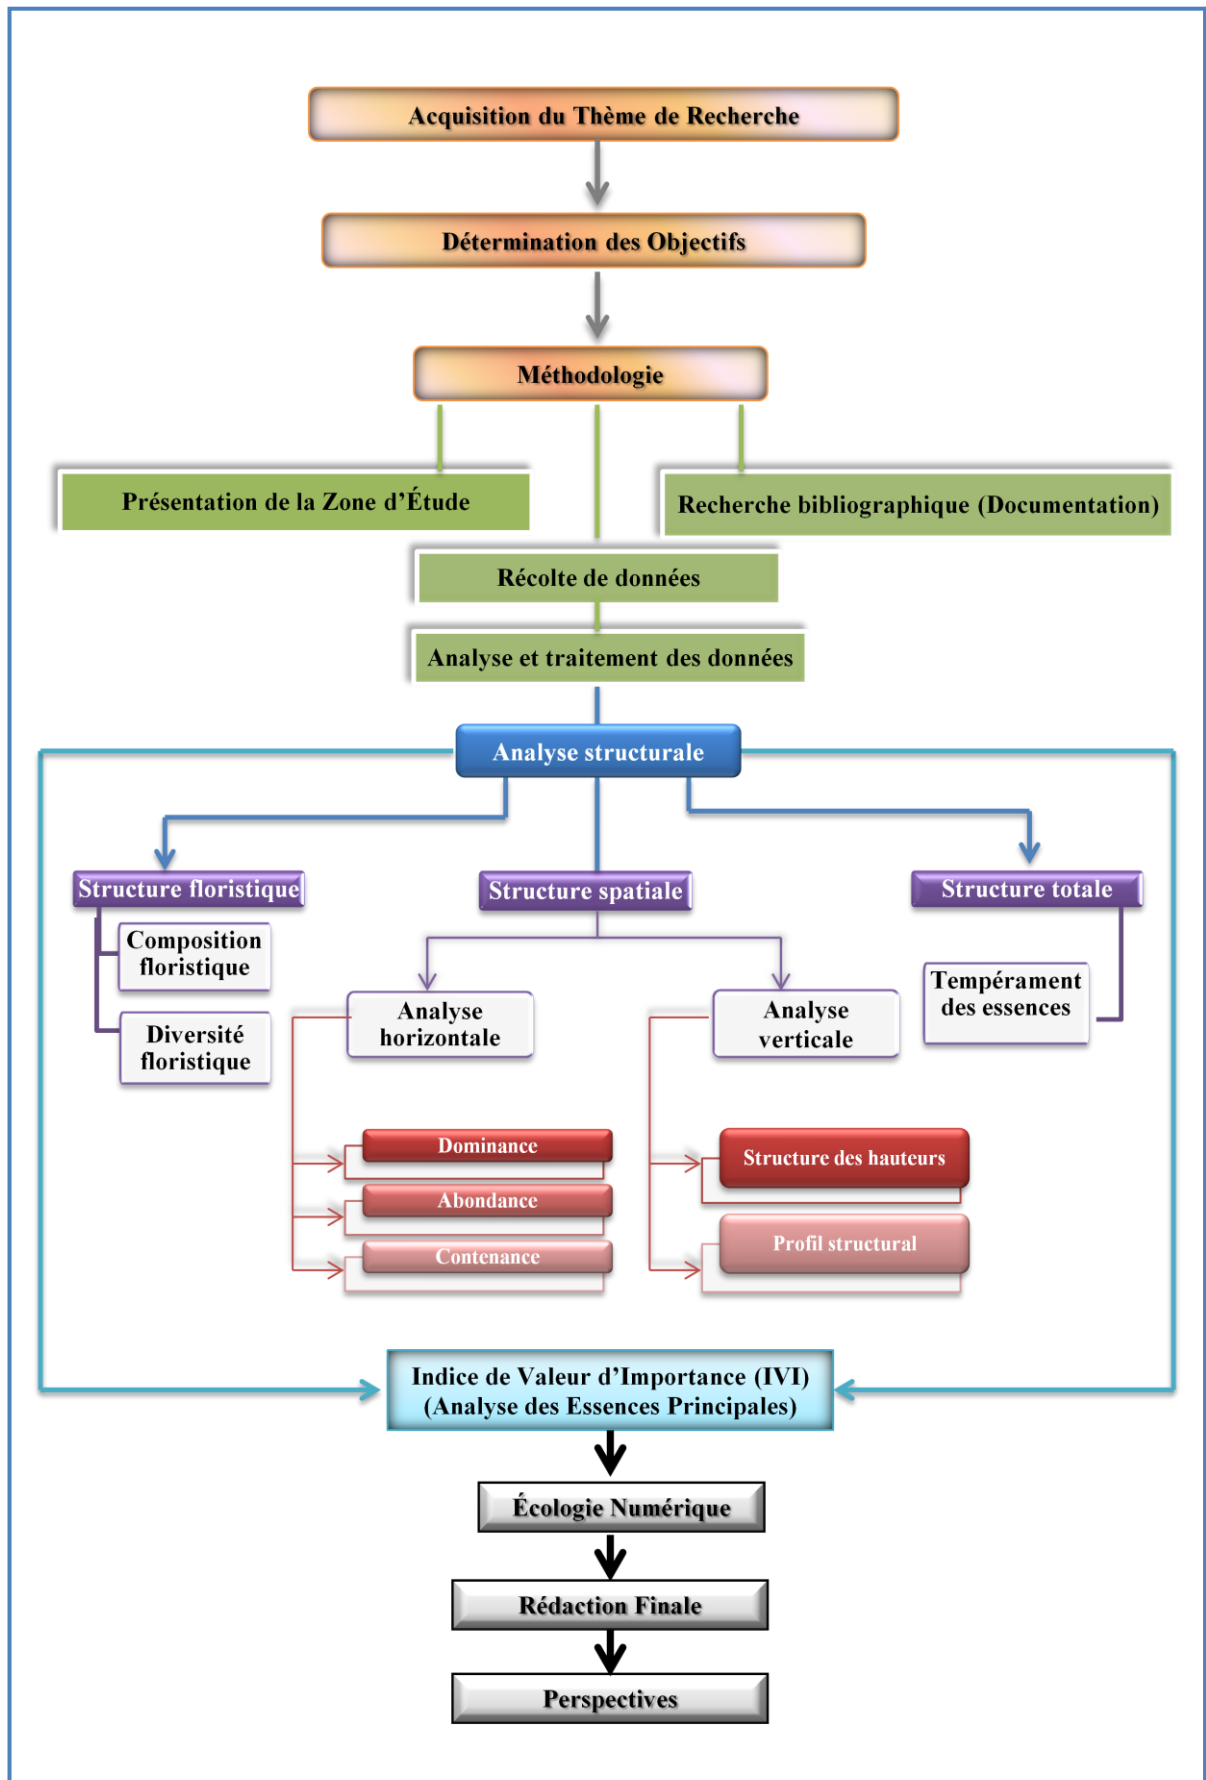 Acquisition du Thème de Recherche
Détermination des Objectifs
Méthodologie
Présentation de la Zone d’Étude
Recherche bibliographique (Documentation)
Récolte de données
Analyse et traitement des données
Analyse structurale
Structure floristique
Structure spatiale
Structure totale
Composition
floristique
Diversité
floristique
Analyse
horizontale
Analyse
verticale
Tempérament
des essences
Dominance
Abondance
Contenance
Structure des hauteurs
Profil structural
Indice de Valeur d’Importance (IVI)
(Analyse des Essences Principales)
Écologie Numérique
Rédaction Finale
Perspectives